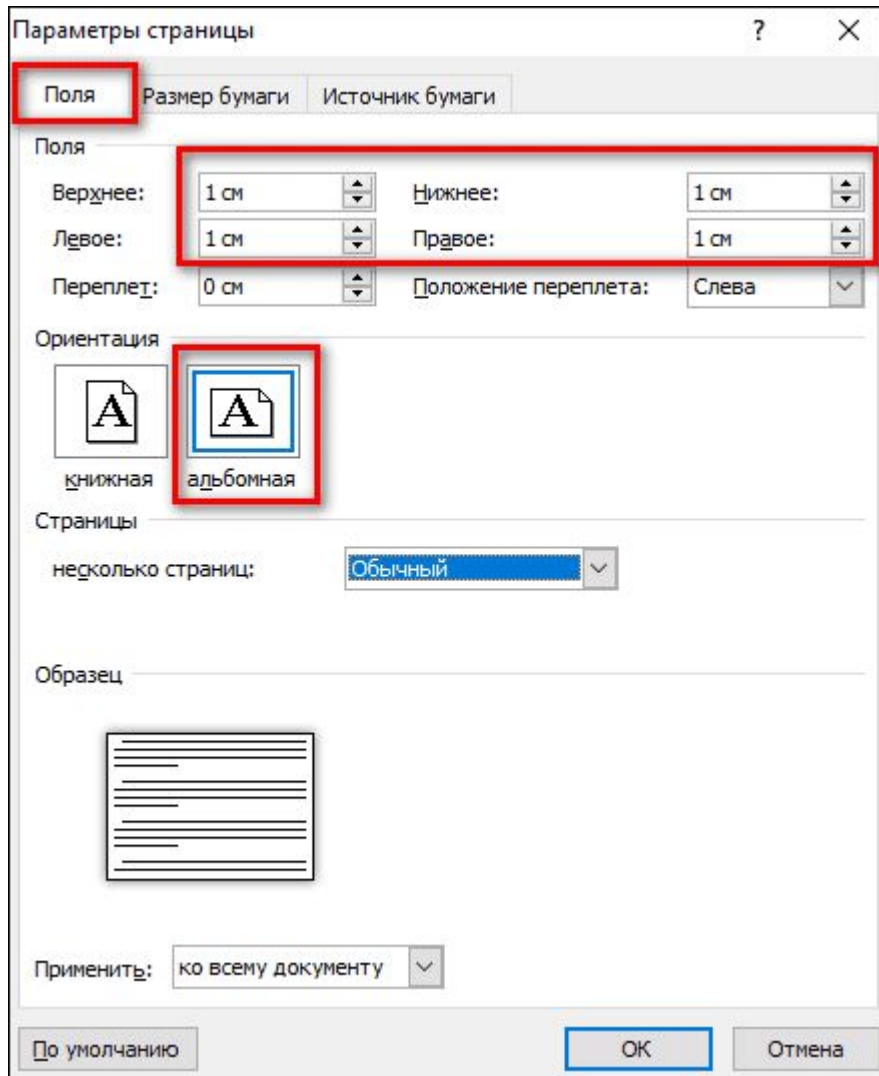 Параметры страницы ?
Поля Размер бумаги Источник бумаги
Поля
Верхнее: 1 см Нижнее: 1 см
Левое: 1 см Правое: 1 см
Переплет: 0 см Положение переплета: Слева
Ориентация
A A
книжная альбомная
Страницы
несколько страниц: Обычный
Образец
Применить: ко всему документу
По умолчанию ОК Отмена